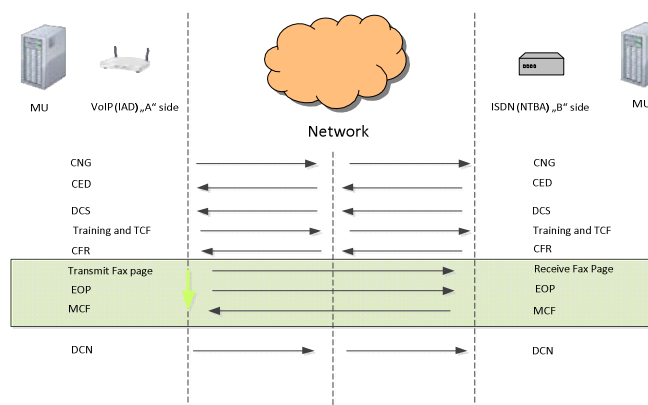 MU
VoIP (IAD) „A“ side
ISDN (NTBA) „B“ side
MU
Network
CNG CNG
CED CED
DCS DCS
Training and TCF Training and TCF
CFR CFR
Transmit Fax page Receive Fax Page
EOP EOP
MCF MCF
DCN DCN